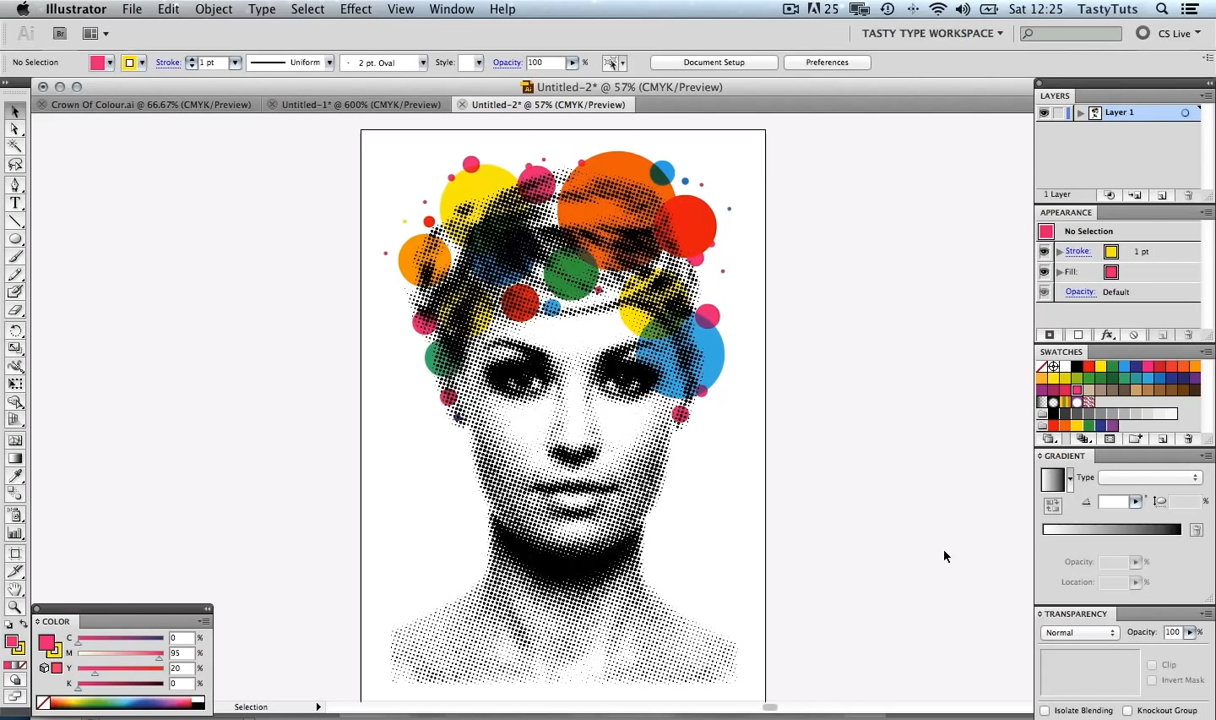 Illustrator File Edit Object Type Select Effect View Window Help A 25 Sat 12:25 TastyTuts
Ai Br TASTY TYPE WORKSPACE CS Live
No Selection Stroke: 1 pt Uniform 2 pt. Oval Style: Opacity: 100 % Document Setup Preferences
Untitled-2* @ 57% (CMYK/Preview)
Crown Of Colour.ai @ 66.67% (CMYK/Preview) Untitled-1* @ 600% (CMYK/Preview) Untitled-2* @ 57% (CMYK/Preview)
LAYERS
Layer 1
1 Layer
APPEARANCE
No Selection
Stroke: 1 pt
Fill:
Opacity: Default
SWATCHES
GRADIENT
Type
%
Opacity: %
Location: %
TRANSPARENCY
Normal Opacity: 100 %
Clip
Invert Mask
Isolate Blending Knockout Group
COLOR
C 0 %
M 95 %
Y 20 %
K 0 %
Selection